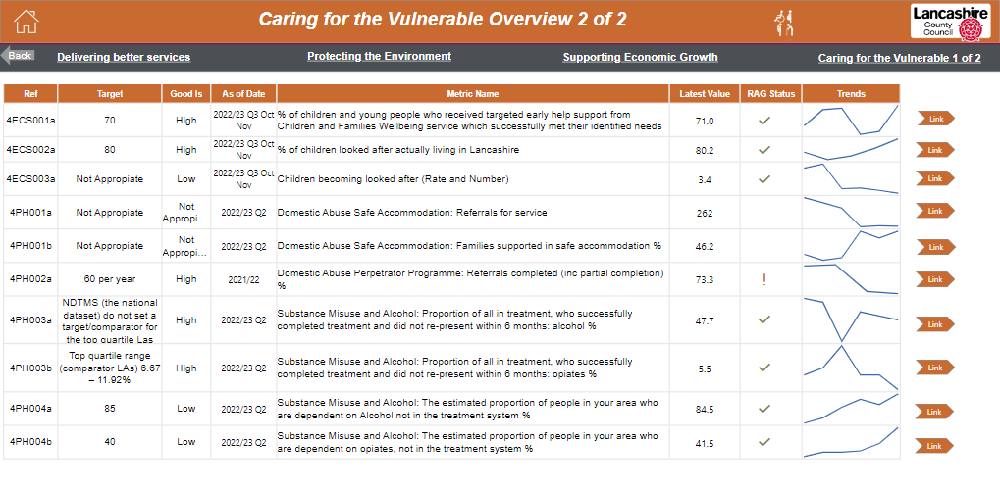 Caring for the Vulnerable Overview 2 of 2
Lancashire
County
Council
Back
Delivering better services
Protecting the Environment
Supporting Economic Growth
Caring for the Vulnerable 1 of 2
Ref Target Good Is As of Date Metric Name Latest Value RAG Status Trends
4ECS001a 70 High 2022/23 Q3 Oct Nov % of children and young people who received targeted early help support from
Children and Families Wellbeing service which successfully met their identified needs 71.0 Link
4ECS002a 80 High 2022/23 Q3 Oct Nov % of children looked after actually living in Lancashire 80.2 Link
4ECS003a Not Appropiate Low 2022/23 Q3 Oct Nov Children becoming looked after (Rate and Number) 3.4 Link
4PH001a Not Appropiate Not Appropi... 2022/23 Q2 Domestic Abuse Safe Accommodation: Referrals for service 262 Link
4PH001b Not Appropiate Not Appropi... 2022/23 Q2 Domestic Abuse Safe Accommodation: Families supported in safe accommodation % 46.2 Link
4PH002a 60 per year High 2021/22 Domestic Abuse Perpetrator Programme: Referrals completed (inc partial completion)
% 73.3 ! Link
4PH003a NDTMS (the national
dataset) do not set a
target/comparator for
the top quartile Las High 2022/23 Q2 Substance Misuse and Alcohol: Proportion of all in treatment, who successfully
completed treatment and did not re-present within 6 months: alcohol % 47.7 Link
4PH003b Top quartile range
(comparator LAs) 6.67
– 11.92% High 2022/23 Q2 Substance Misuse and Alcohol: Proportion of all in treatment, who successfully
completed treatment and did not re-present within 6 months: opiates % 5.5 Link
4PH004a 85 Low 2022/23 Q2 Substance Misuse and Alcohol: The estimated proportion of people in your area who
are dependent on Alcohol not in the treatment system % 84.5 Link
4PH004b 40 Low 2022/23 Q2 Substance Misuse and Alcohol: The estimated proportion of people in your area who
are dependent on opiates, not in the treatment system % 41.5 Link